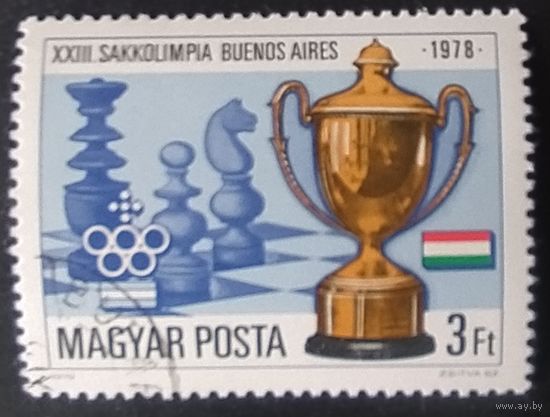 XXIII. SAKKOLIMPIA BUENOS AIRES · 1978 ·
MAGYAR POSTA 3 Ft
www.ay.by